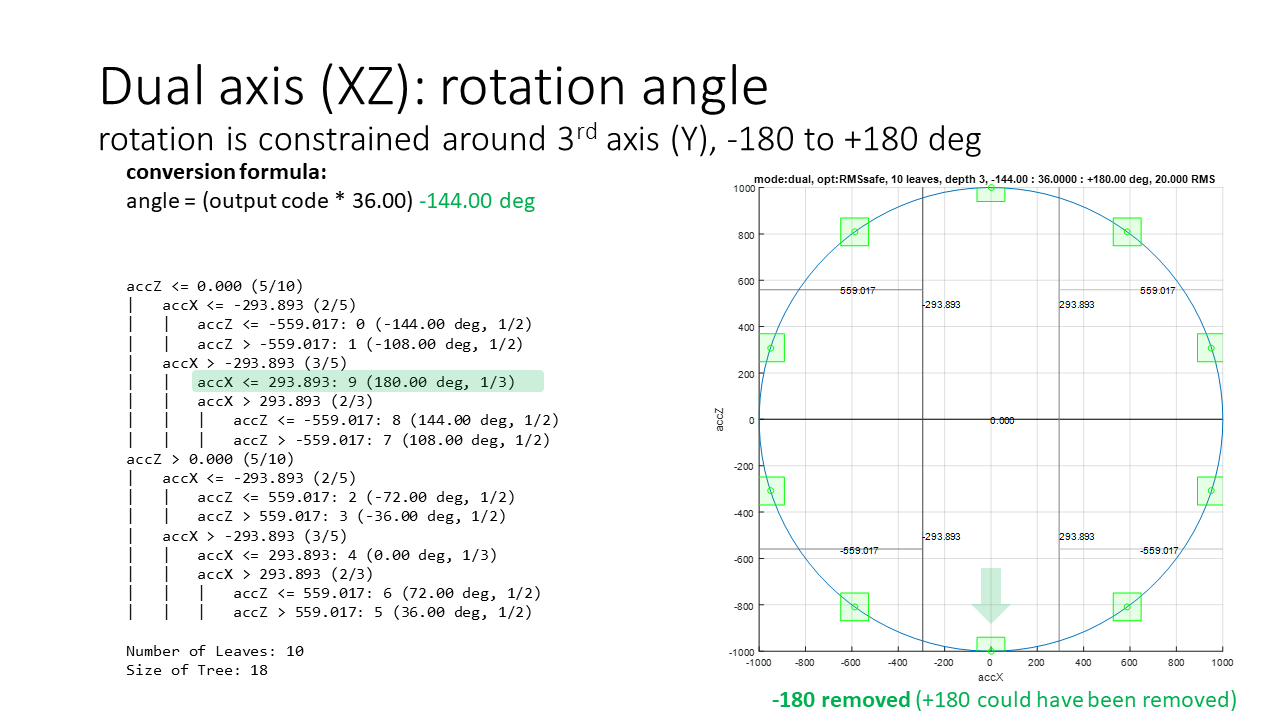 Dual axis (XZ): rotation angle
rotation is constrained around 3rd axis (Y), -180 to +180 deg
conversion formula:
angle = (output code * 36.00) -144.00 deg
accZ <= 0.000 (5/10)
|   accX <= -293.893 (2/5)
|   |   accZ <= -559.017: 0 (-144.00 deg, 1/2)
|   |   accZ > -559.017: 1 (-108.00 deg, 1/2)
|   accX > -293.893 (3/5)
|   |   accX <= 293.893: 9 (180.00 deg, 1/3)
|   |   accX > 293.893 (2/3)
|   |   |   accZ <= -559.017: 8 (144.00 deg, 1/2)
|   |   |   accZ > -559.017: 7 (108.00 deg, 1/2)
accZ > 0.000 (5/10)
|   accX <= -293.893 (2/5)
|   |   accZ <= 559.017: 2 (-72.00 deg, 1/2)
|   |   accZ > 559.017: 3 (-36.00 deg, 1/2)
|   accX > -293.893 (3/5)
|   |   accX <= 293.893: 4 (0.00 deg, 1/3)
|   |   accX > 293.893 (2/3)
|   |   |   accZ <= 559.017: 6 (72.00 deg, 1/2)
|   |   |   accZ > 559.017: 5 (36.00 deg, 1/2)
Number of Leaves: 10
Size of Tree: 18
mode:dual, opt:RMSsafe, 10 leaves, depth 3, -144.00 : 36.0000 : +180.00 deg, 20.000 RMS
1000
800
600
559.017
559.017
-293.893
293.893
400
200
0
0.000
accZ
-200
-400
-293.893
293.893
-559.017
-559.017
-600
-800
-1000
-1000 -800 -600 -400 -200 0 200 400 600 800 1000
accX
-180 removed (+180 could have been removed)